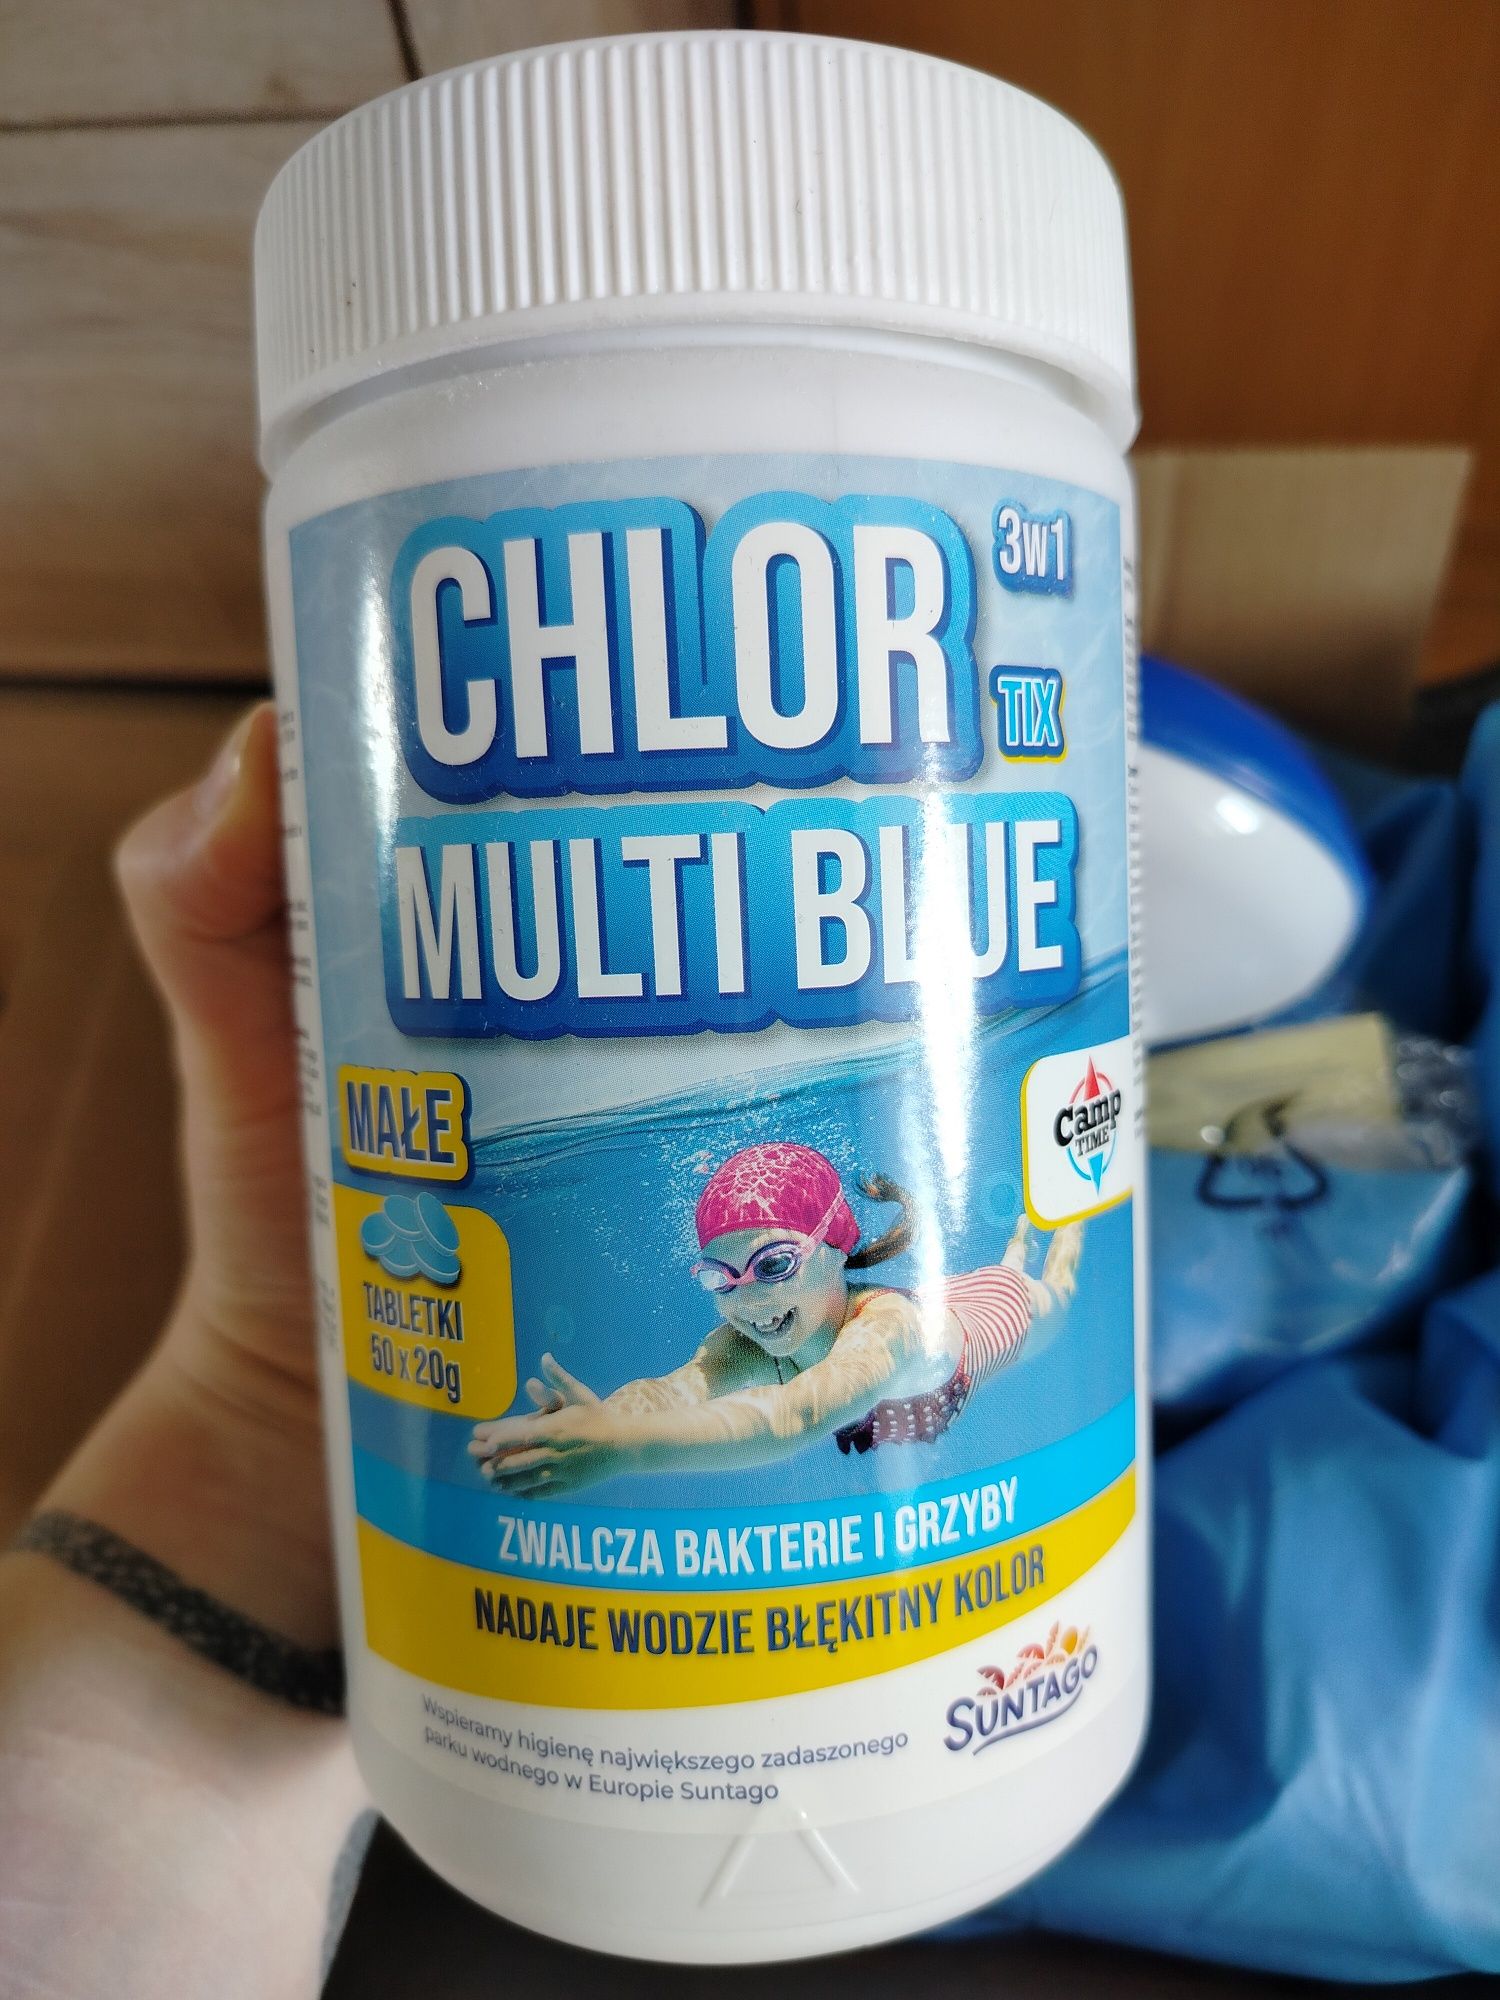 CHLOR
3w1
TIX
MULTI BLUE
MAŁE
TABLETKI
50 x 20g
Camp
TIME
ZWALCZA BAKTERIE I GRZYBY
NADAJE WODZIE BŁĘKITNY KOLOR
Wspieramy higienę największego zadaszonego
parku wodnego w Europie Suntago
SUNTAGO